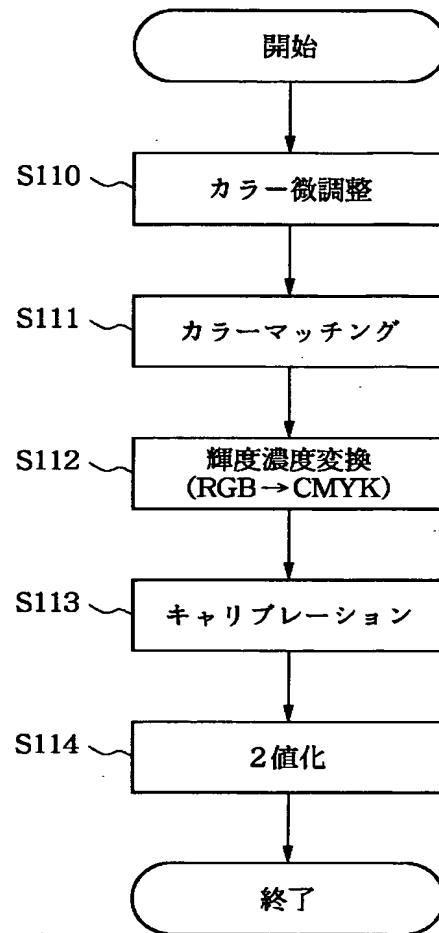 開始
S110
カラー微調整
S111
カラーマッチング
S112
輝度濃度変換
(RGB→CMYK)
S113
キャリブレーション
S114
2値化
終了